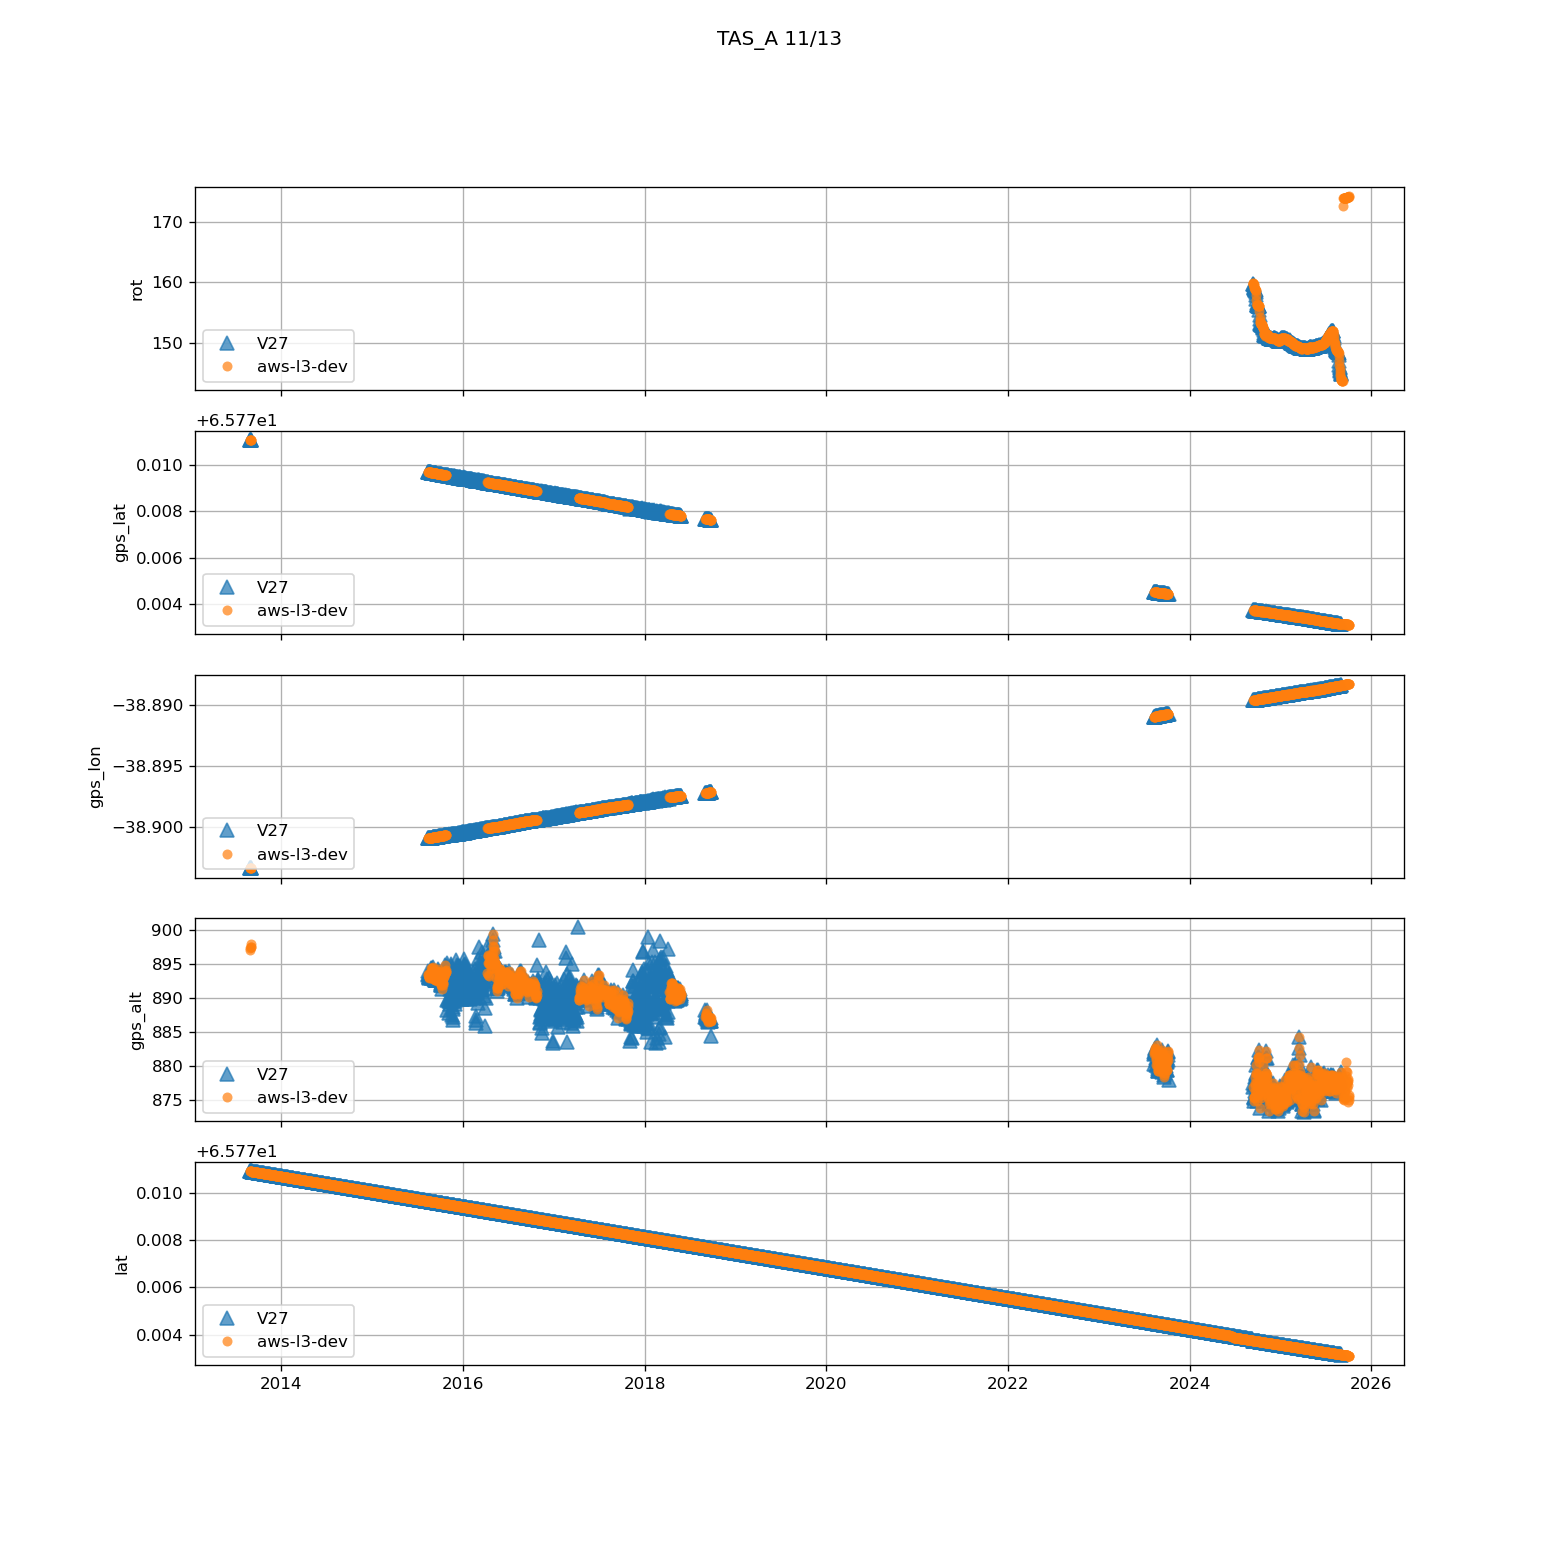 TAS_A 11/13
170
160
150
rot
V27
aws-l3-dev
+6.577e1
0.010
0.008
0.006
0.004
gps_lat
V27
aws-l3-dev
−38.890
−38.895
−38.900
gps_lon
V27
aws-l3-dev
900
895
890
885
880
875
gps_alt
V27
aws-l3-dev
+6.577e1
0.010
0.008
0.006
0.004
lat
V27
aws-l3-dev
2014 2016 2018 2020 2022 2024 2026